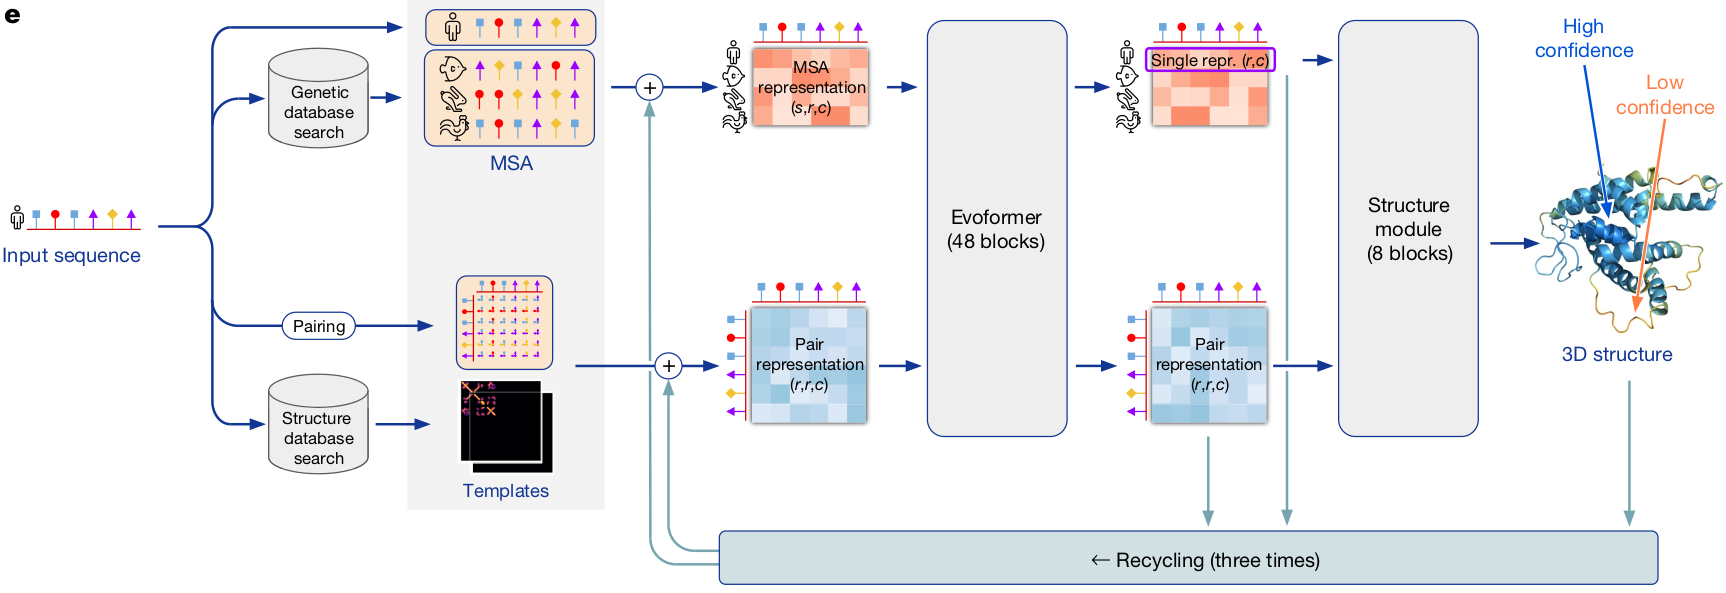 e
Input sequence
Genetic
database
search
Pairing
Structure
database
search
MSA
Templates
+
+
MSA
representation
(s,r,c)
Pair
representation
(r,r,c)
Evoformer
(48 blocks)
Single repr. (r,c)
Pair
representation
(r,r,c)
Structure
module
(8 blocks)
High
confidence
Low
confidence
3D structure
← Recycling (three times)